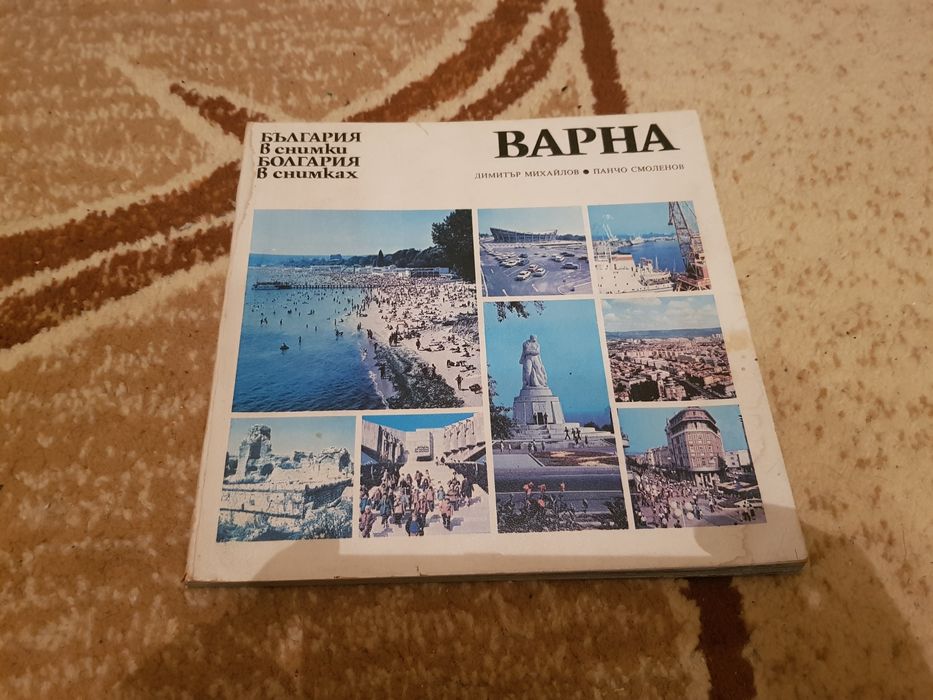 БЪЛГАРИЯ
в снимки
БОЛГАРИЯ
в снимках
ВАРНА
ДИМИТЪР МИХАЙЛОВ ● ПАНЧО СМОЛЕНОВ